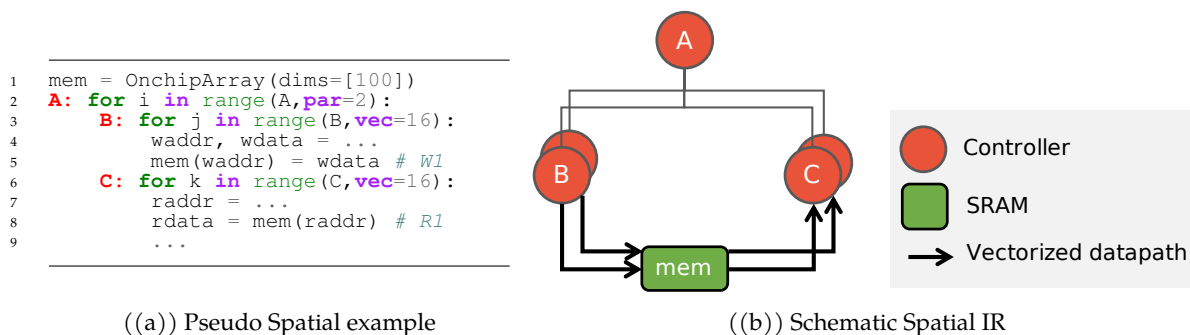 1 mem = OnchipArray(dims=[100])
2 A: for i in range(A,par=2):
3     B: for j in range(B,vec=16):
4         waddr, wdata = ...
5         mem(waddr) = wdata # W1
6     C: for k in range(C,vec=16):
7         raddr = ...
8         rdata = mem(raddr) # R1
9         ...
((a)) Pseudo Spatial example
A
B
C
mem
Controller
SRAM
Vectorized datapath
((b)) Schematic Spatial IR